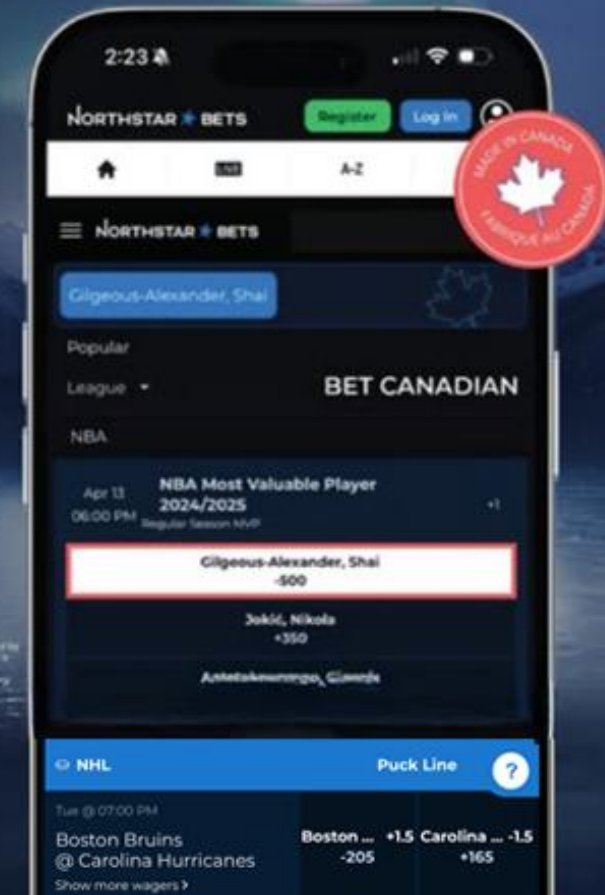 2:23
NORTHSTAR BETS
Register
Log In
MADE IN CANADA
FABRIQUÉ AU CANADA
LIVE
A-Z
NORTHSTAR BETS
Gilgeous-Alexander, Shai
Popular
League
BET CANADIAN
NBA
Apr 13
06:00 PM
NBA Most Valuable Player
2024/2025
Regular Season MVP
+1
Gilgeous-Alexander, Shai
-500
Jokić, Nikola
+350
NHL
Puck Line
?
Tue @ 07:00 PM
Boston Bruins
@ Carolina Hurricanes
Show more wagers >
Boston ... +1.5
-205
Carolina ... -1.5
+165